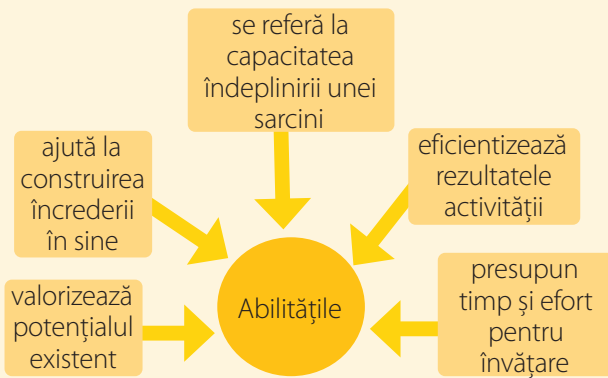 se referă la
capacitatea
îndeplinirii unei
sarcini
ajută la
construirea
încrederii
în sine
eficientizează
rezultatele
activității
valorizează
potențialul
existent
Abilitățile
presupun
timp și efort
pentru
învățare